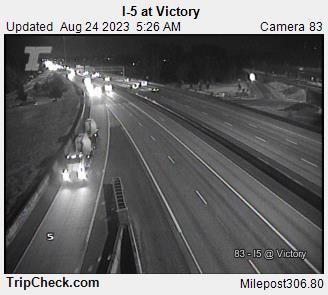 I-5 at Victory
Updated Aug 24 2023 5:26 AM Camera 83
S
83 - I5 @ Victory
TripCheck.com Milepost306.80